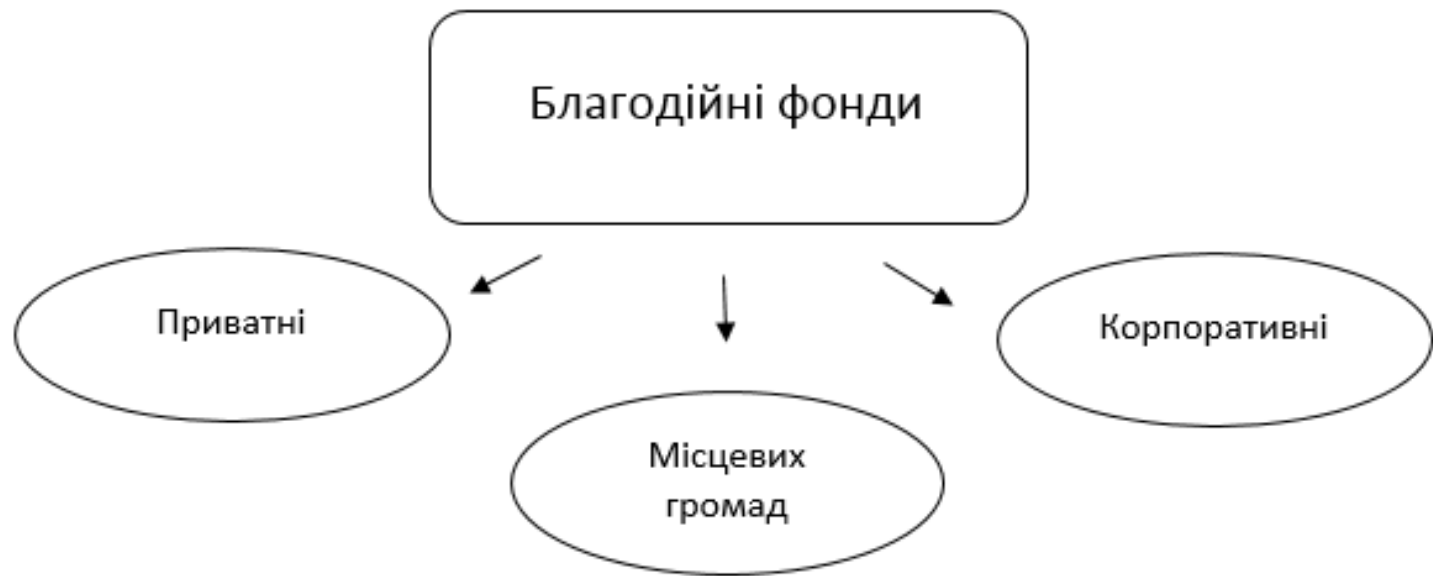 Благодійні фонди
Приватні
Корпоративні
Місцевих
громад